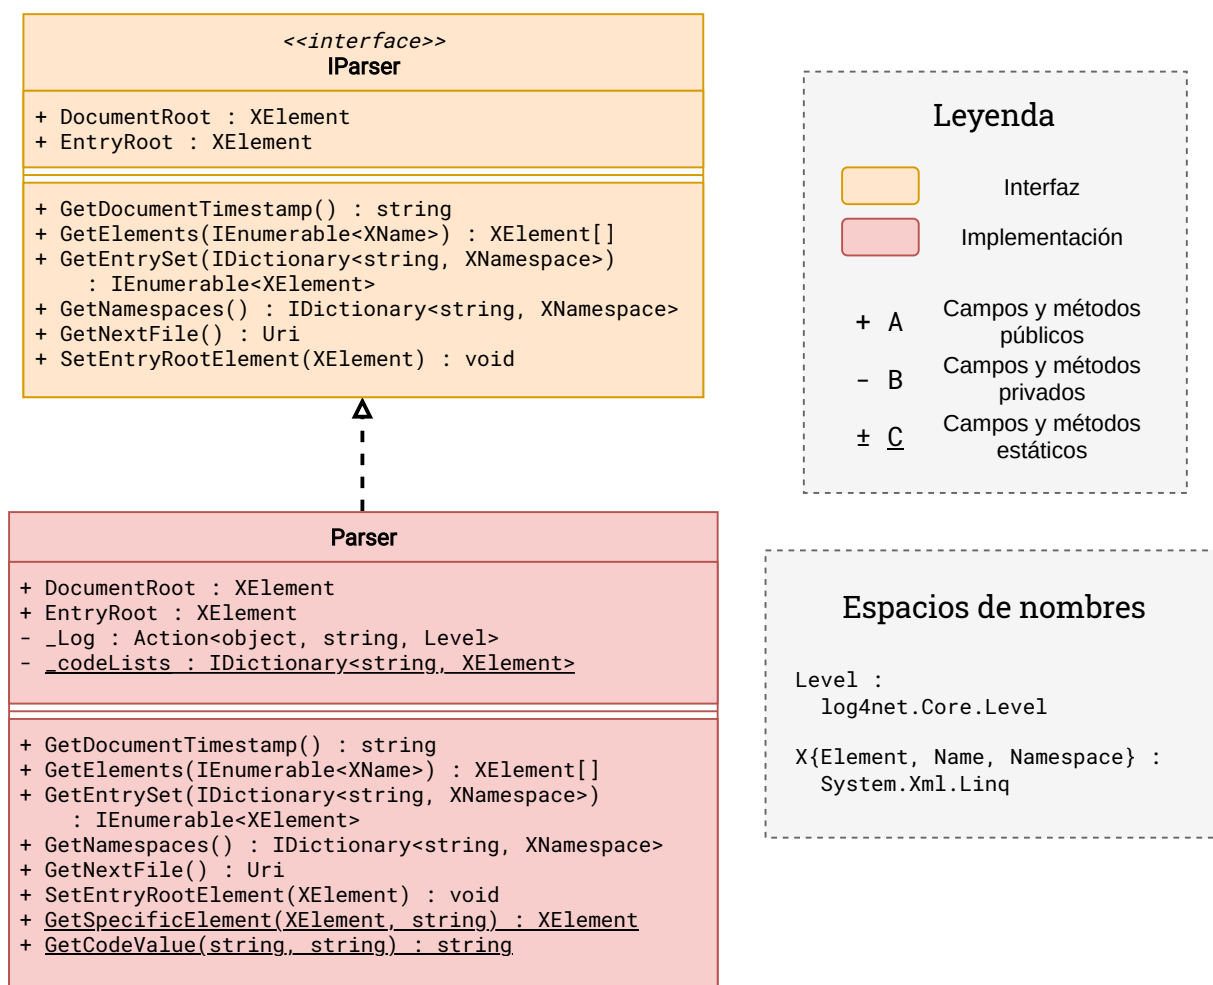 <<interface>>
IParser
+ DocumentRoot : XElement
+ EntryRoot : XElement
+ GetDocumentTimestamp() : string
+ GetElements(IEnumerable<XName>) : XElement[]
+ GetEntrySet(IDictionary<string, XNamespace>)
    : IEnumerable<XElement>
+ GetNamespaces() : IDictionary<string, XNamespace>
+ GetNextFile() : Uri
+ SetEntryRootElement(XElement) : void
Parser
+ DocumentRoot : XElement
+ EntryRoot : XElement
- _Log : Action<object, string, Level>
- _codeLists : IDictionary<string, XElement>
+ GetDocumentTimestamp() : string
+ GetElements(IEnumerable<XName>) : XElement[]
+ GetEntrySet(IDictionary<string, XNamespace>)
    : IEnumerable<XElement>
+ GetNamespaces() : IDictionary<string, XNamespace>
+ GetNextFile() : Uri
+ SetEntryRootElement(XElement) : void
+ GetSpecificElement(XElement, string) : XElement
+ GetCodeValue(string, string) : string
Leyenda
Interfaz
Implementación
+ A Campos y métodos
públicos
- B Campos y métodos
privados
± C Campos y métodos
estáticos
Espacios de nombres
Level :
  log4net.Core.Level
X{Element, Name, Namespace} :
  System.Xml.Linq